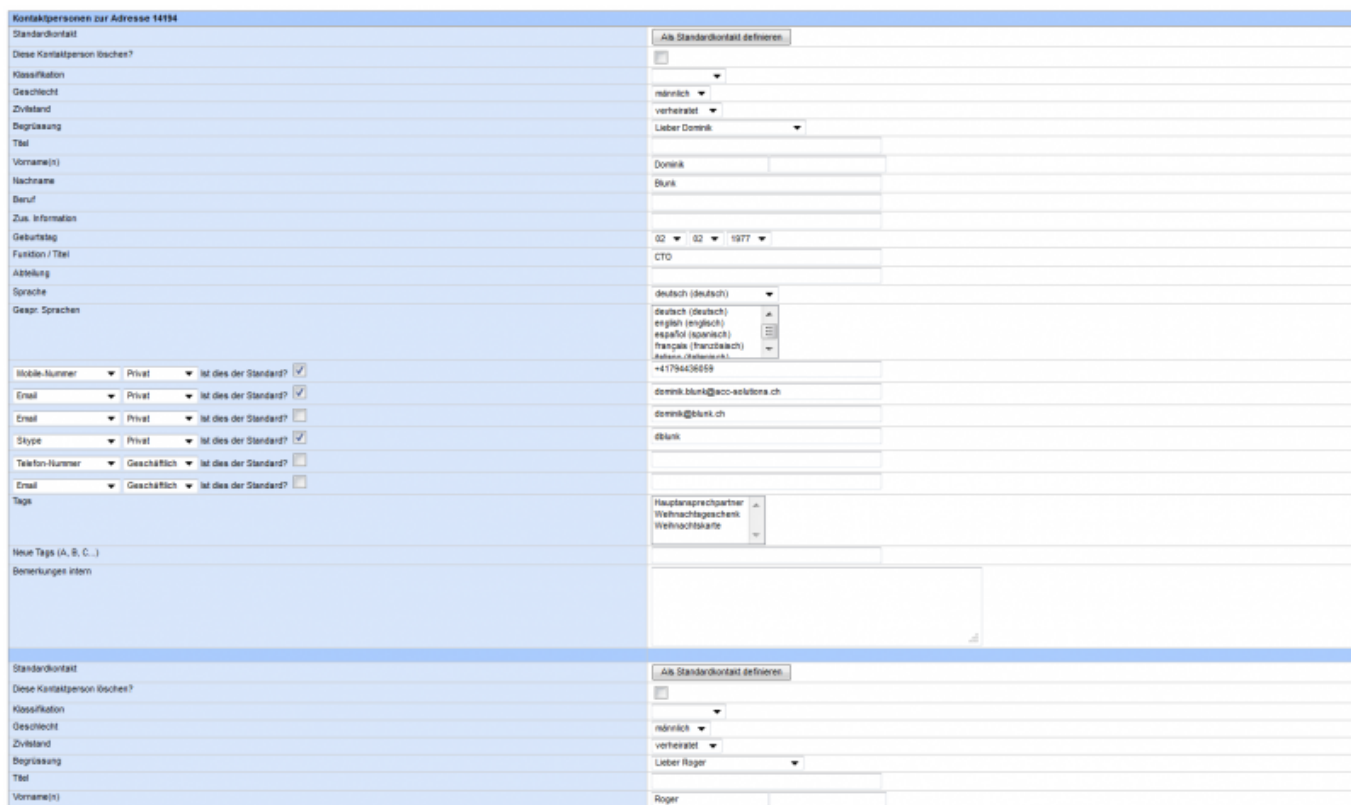 Kontaktpersonen zur Adresse 14194
Standardkontakt Als Standardkontakt definieren
Diese Kontaktperson löschen?
Klassifikation
Geschlecht männlich
Zivilstand verheiratet
Begrüssung Lieber Dominik
Titel
Vorname(n) Dominik
Nachname Blunk
Beruf
Zus. Information
Geburtstag 02 02 1977
Funktion / Titel CTO
Abteilung
Sprache deutsch (deutsch)
Gespr. Sprachen deutsch (deutsch)
english (englisch)
español (spanisch)
français (französisch)
italiano (italienisch)
Mobile-Nummer Privat Ist dies der Standard? +41794436059
Email Privat Ist dies der Standard? dominik.blunk@acc-solutions.ch
Email Privat Ist dies der Standard? dominik@blunk.ch
Skype Privat Ist dies der Standard? dblunk
Telefon-Nummer Geschäftlich Ist dies der Standard?
Email Geschäftlich Ist dies der Standard?
Tags Hauptansprechpartner
Weihnachtsgeschenk
Weihnachtskarte
Neue Tags (A, B, C...)
Bemerkungen intern
Standardkontakt Als Standardkontakt definieren
Diese Kontaktperson löschen?
Klassifikation
Geschlecht männlich
Zivilstand verheiratet
Begrüssung Lieber Roger
Titel
Vorname(n) Roger